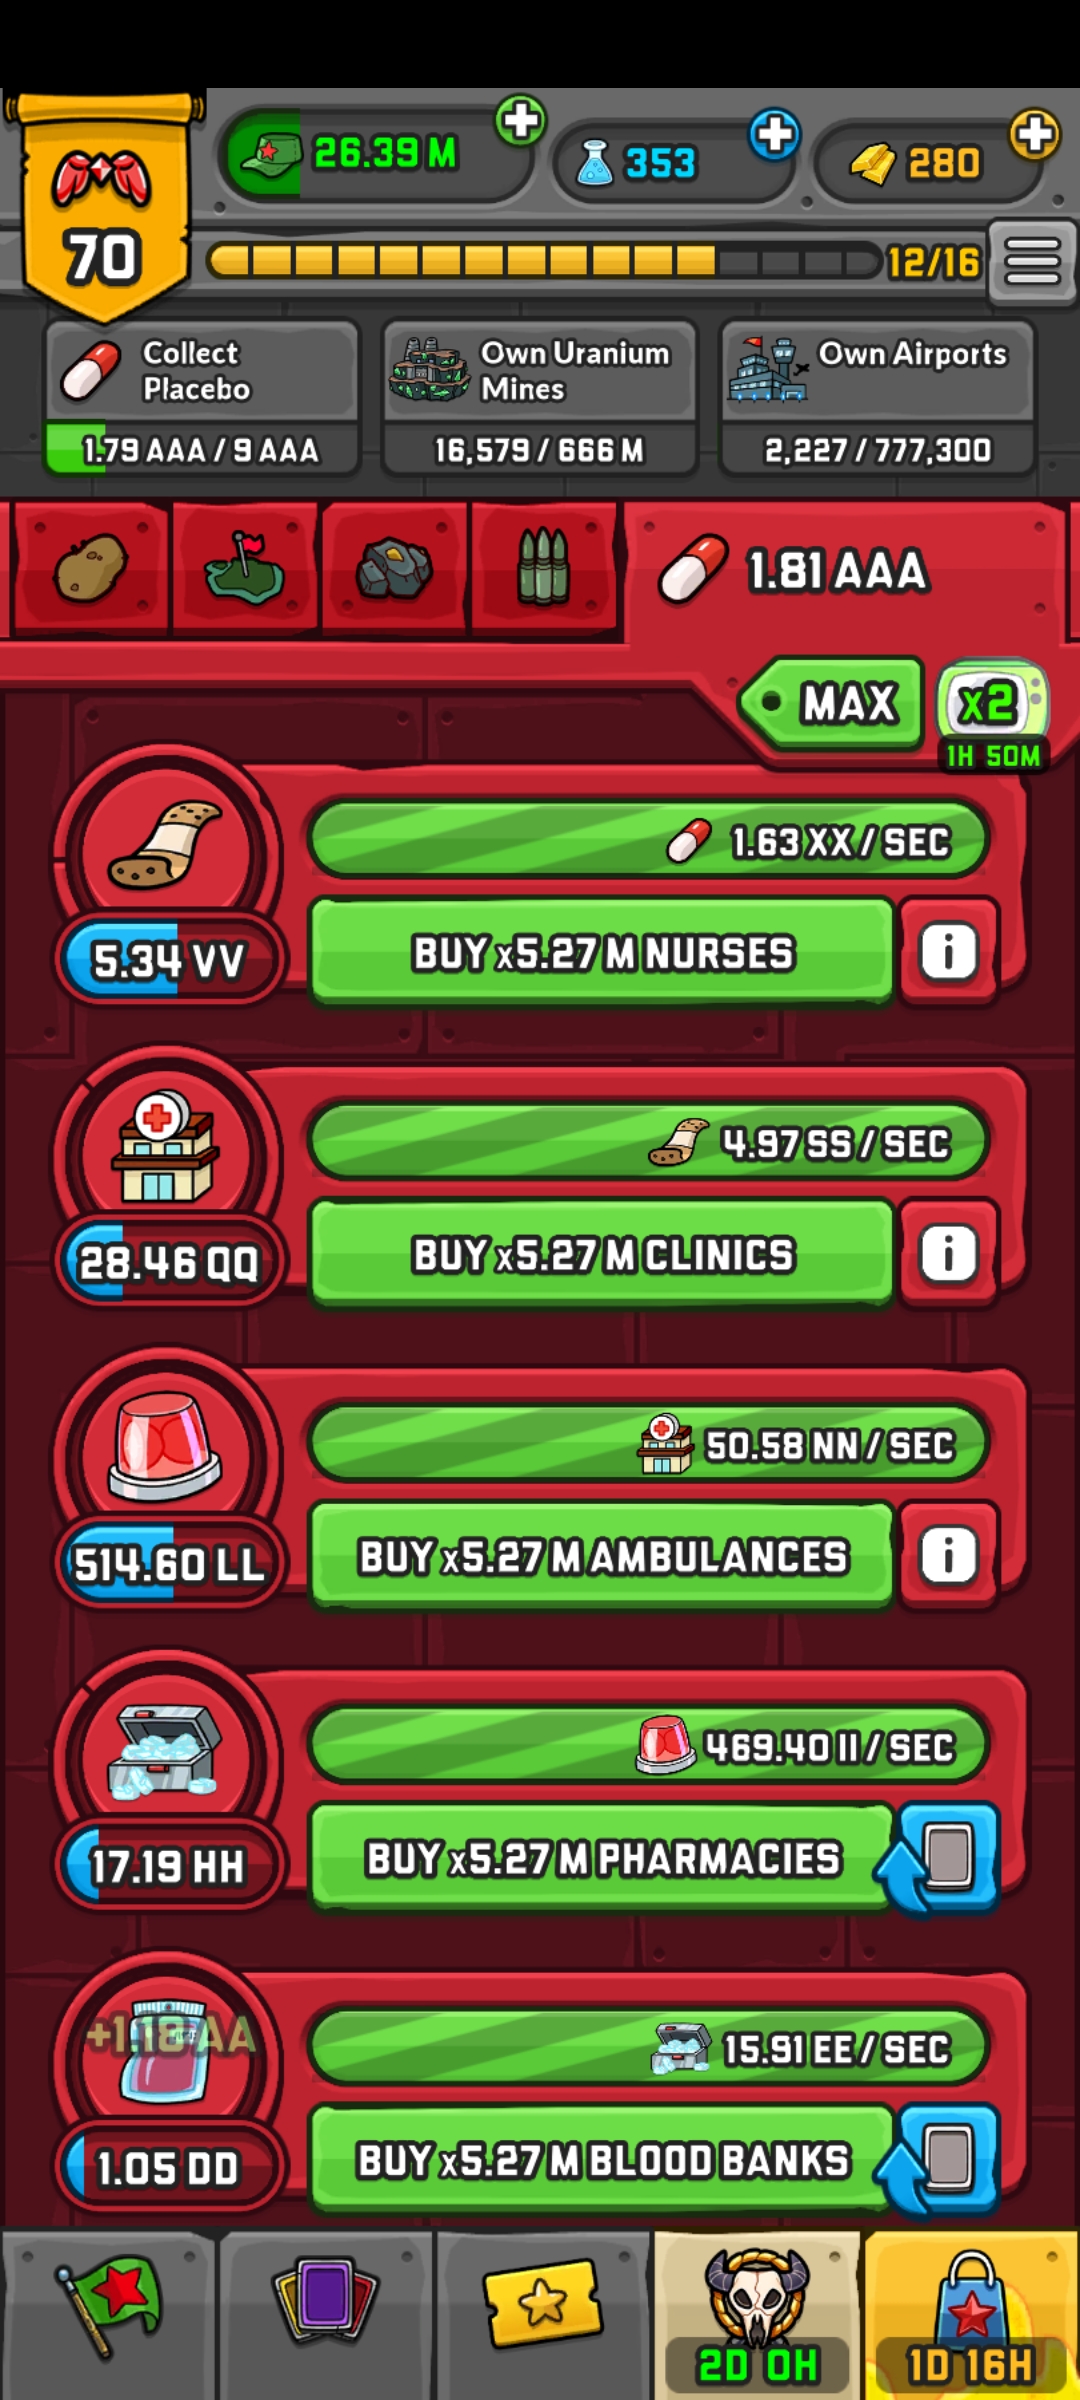 26.39 M
353
280
70
12/16
Collect
Placebo
1.79 AAA / 9 AAA
Own Uranium
Mines
16,579 / 666 M
Own Airports
2,227 / 777,300
1.81 AAA
MAX
x2
1H 50M
1.63 XX / SEC
5.34 VV
BUY x5.27 M NURSES
i
4.97 SS / SEC
28.46 QQ
BUY x5.27 M CLINICS
i
50.58 NN / SEC
514.60 LL
BUY x5.27 M AMBULANCES
i
469.40 II / SEC
17.19 HH
BUY x5.27 M PHARMACIES
+1.18 AA
15.91 EE / SEC
1.05 DD
BUY x5.27 M BLOOD BANKS
2D 0H
1D 16H